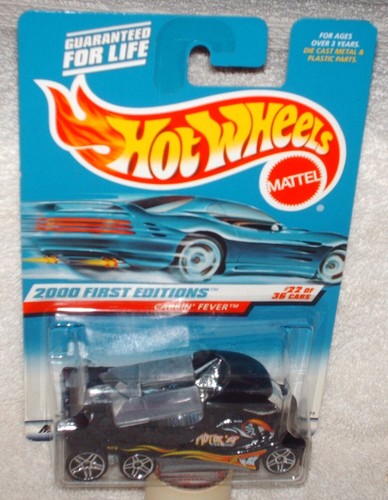 GUARANTEED
FOR LIFE
FOR AGES
OVER 3 YEARS.
DIE CAST METAL &
PLASTIC PARTS.
HOT WHEELS
MATTEL
2000 FIRST EDITIONS™
#22 OF
36 CARS
CABBIN' FEVER™